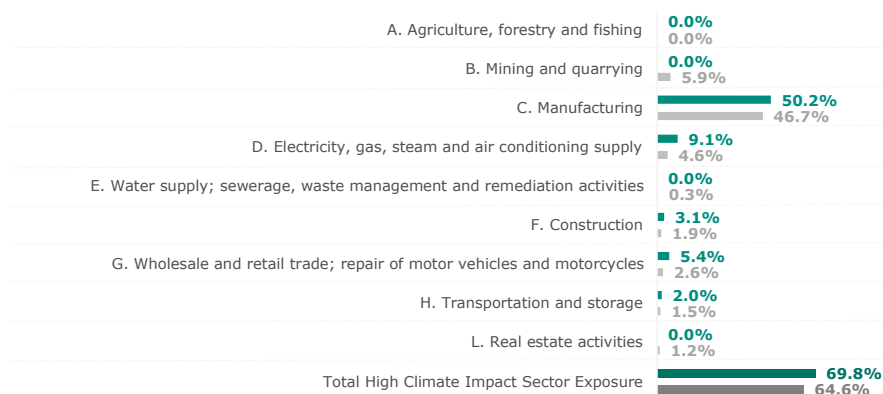 A. Agriculture, forestry and fishing
0.0%
0.0%
B. Mining and quarrying
0.0%
5.9%
C. Manufacturing
50.2%
46.7%
D. Electricity, gas, steam and air conditioning supply
9.1%
4.6%
E. Water supply; sewerage, waste management and remediation activities
0.0%
0.3%
F. Construction
3.1%
1.9%
G. Wholesale and retail trade; repair of motor vehicles and motorcycles
5.4%
2.6%
H. Transportation and storage
2.0%
1.5%
L. Real estate activities
0.0%
1.2%
Total High Climate Impact Sector Exposure
69.8%
64.6%